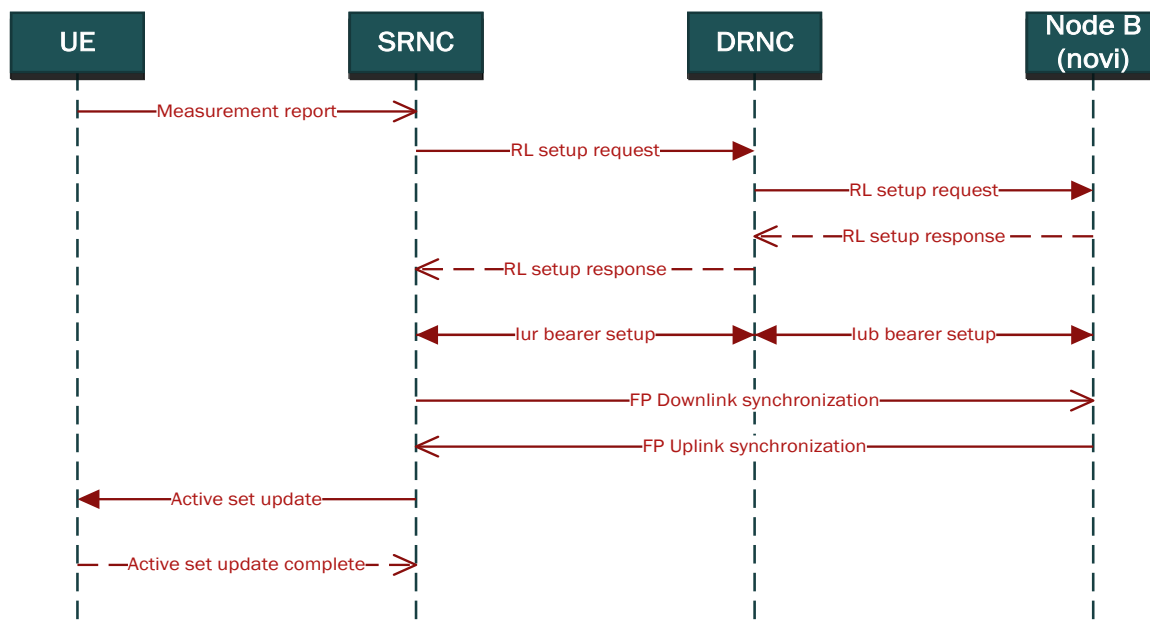 UE
SRNC
DRNC
Node B
(novi)
Measurement report
RL setup request
RL setup request
RL setup response
RL setup response
Iur bearer setup
Iub bearer setup
FP Downlink synchronization
FP Uplink synchronization
Active set update
Active set update complete